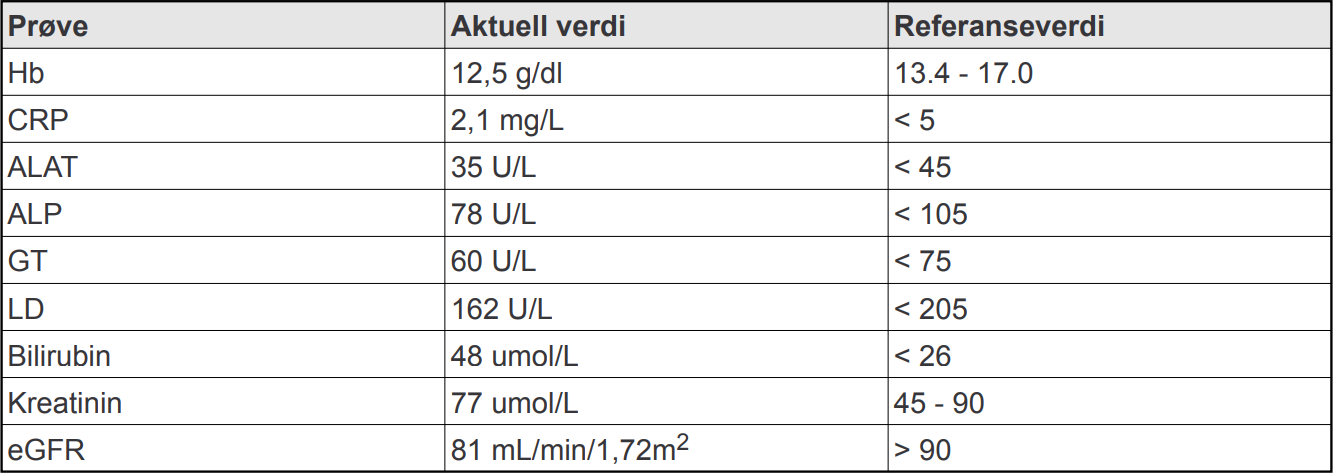 Prøve Aktuell verdi Referanseverdi
Hb 12,5 g/dl 13.4 - 17.0
CRP 2,1 mg/L < 5
ALAT 35 U/L < 45
ALP 78 U/L < 105
GT 60 U/L < 75
LD 162 U/L < 205
Bilirubin 48 umol/L < 26
Kreatinin 77 umol/L 45 - 90
eGFR 81 mL/min/1,72m² > 90